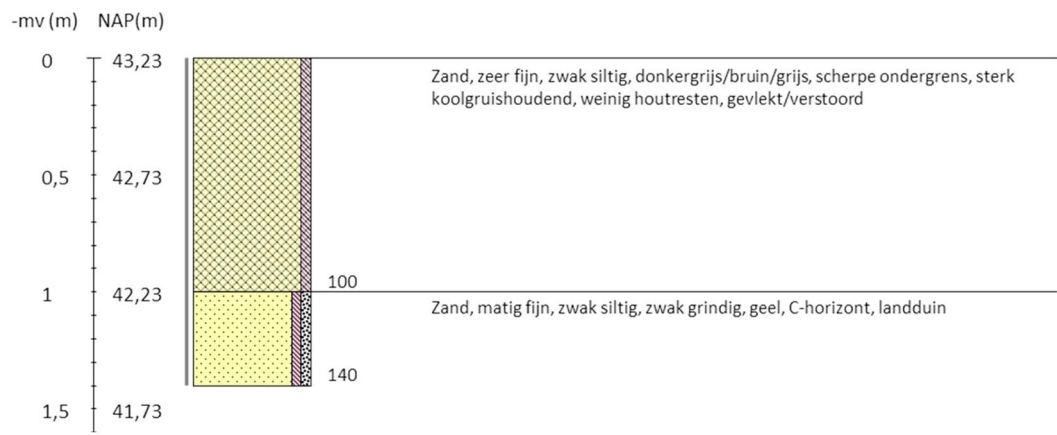 -mv (m) NAP(m)
0 43,23
Zand, zeer fijn, zwak siltig, donkergrijs/bruin/grijs, scherpe ondergrens, sterk
koolgruishoudend, weinig houtresten, gevlekt/verstoord
0,5 42,73
100
1 42,23
Zand, matig fijn, zwak siltig, zwak grindig, geel, C-horizont, landduin
140
1,5 41,73